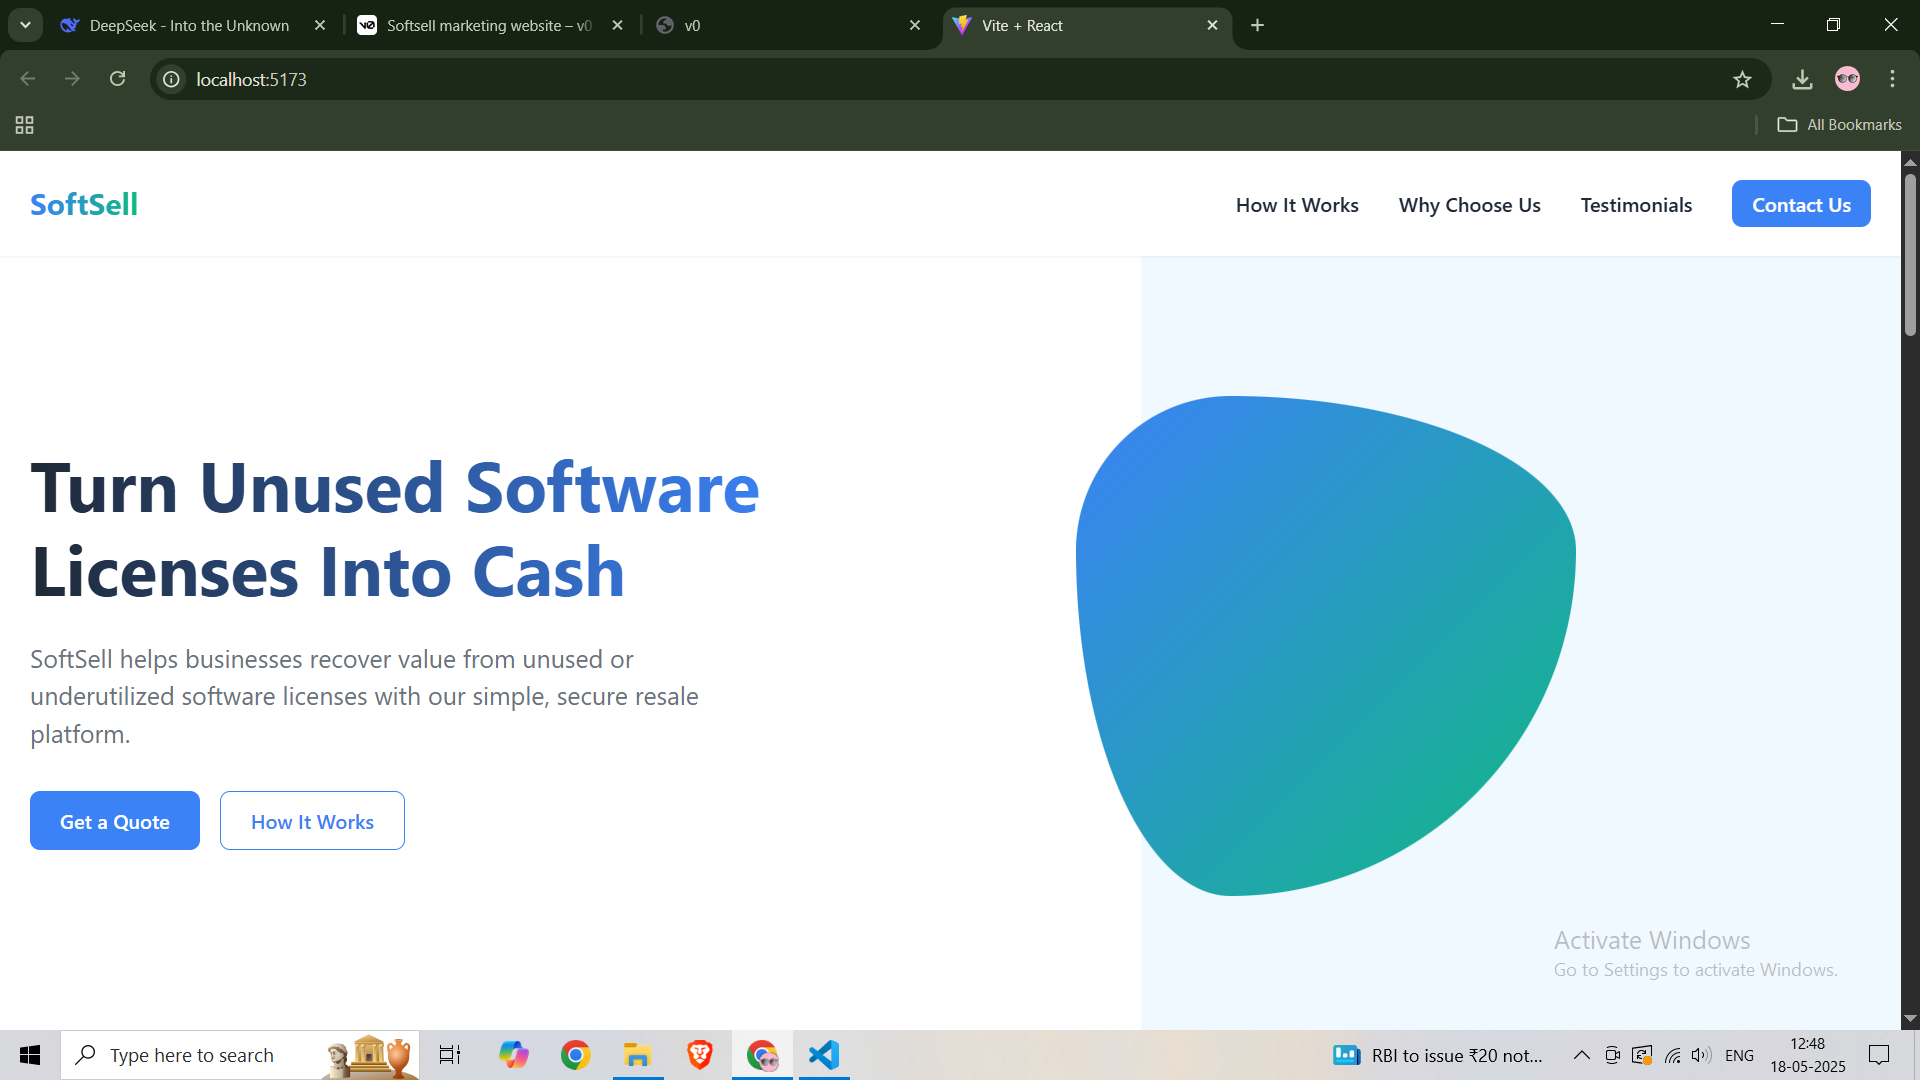 DeepSeek - Into the Unknown
Softsell marketing website – v0
v0
Vite + React
localhost:5173
All Bookmarks
SoftSell
How It Works
Why Choose Us
Testimonials
Contact Us
Turn Unused Software
Licenses Into Cash
SoftSell helps businesses recover value from unused or
underutilized software licenses with our simple, secure resale
platform.
Get a Quote
How It Works
Activate Windows
Go to Settings to activate Windows.
Type here to search
RBI to issue ₹20 not...
ENG
12:48
18-05-2025